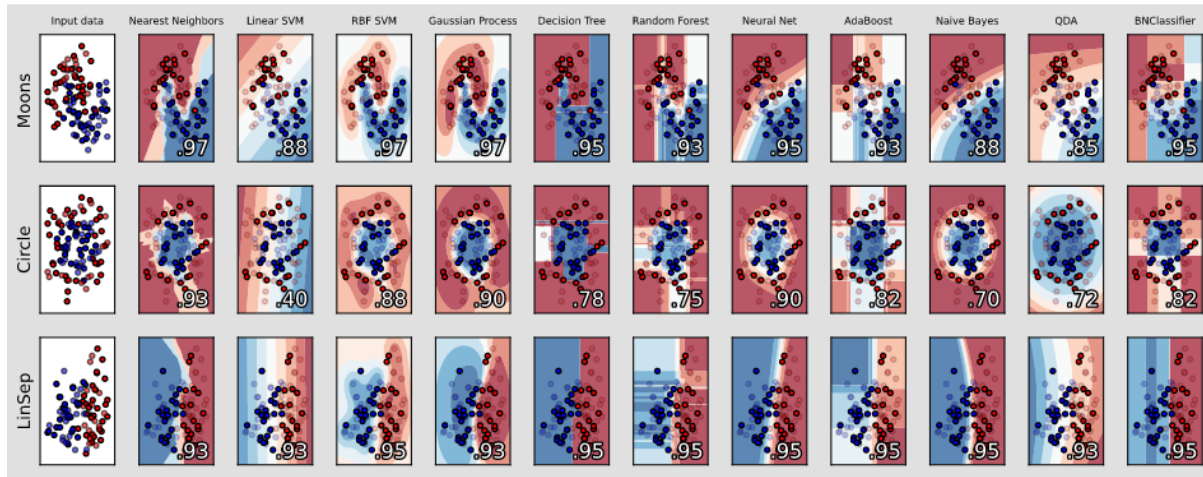 Input data Nearest Neighbors Linear SVM RBF SVM Gaussian Process Decision Tree Random Forest Neural Net AdaBoost Naive Bayes QDA BNClassifier
Moons
.97 .88 .97 .97 .95 .93 .95 .93 .88 .85 .95
Circle
.93 .40 .88 .90 .78 .75 .90 .82 .70 .72 .82
LinSep
.93 .93 .95 .93 .95 .95 .95 .95 .95 .93 .95